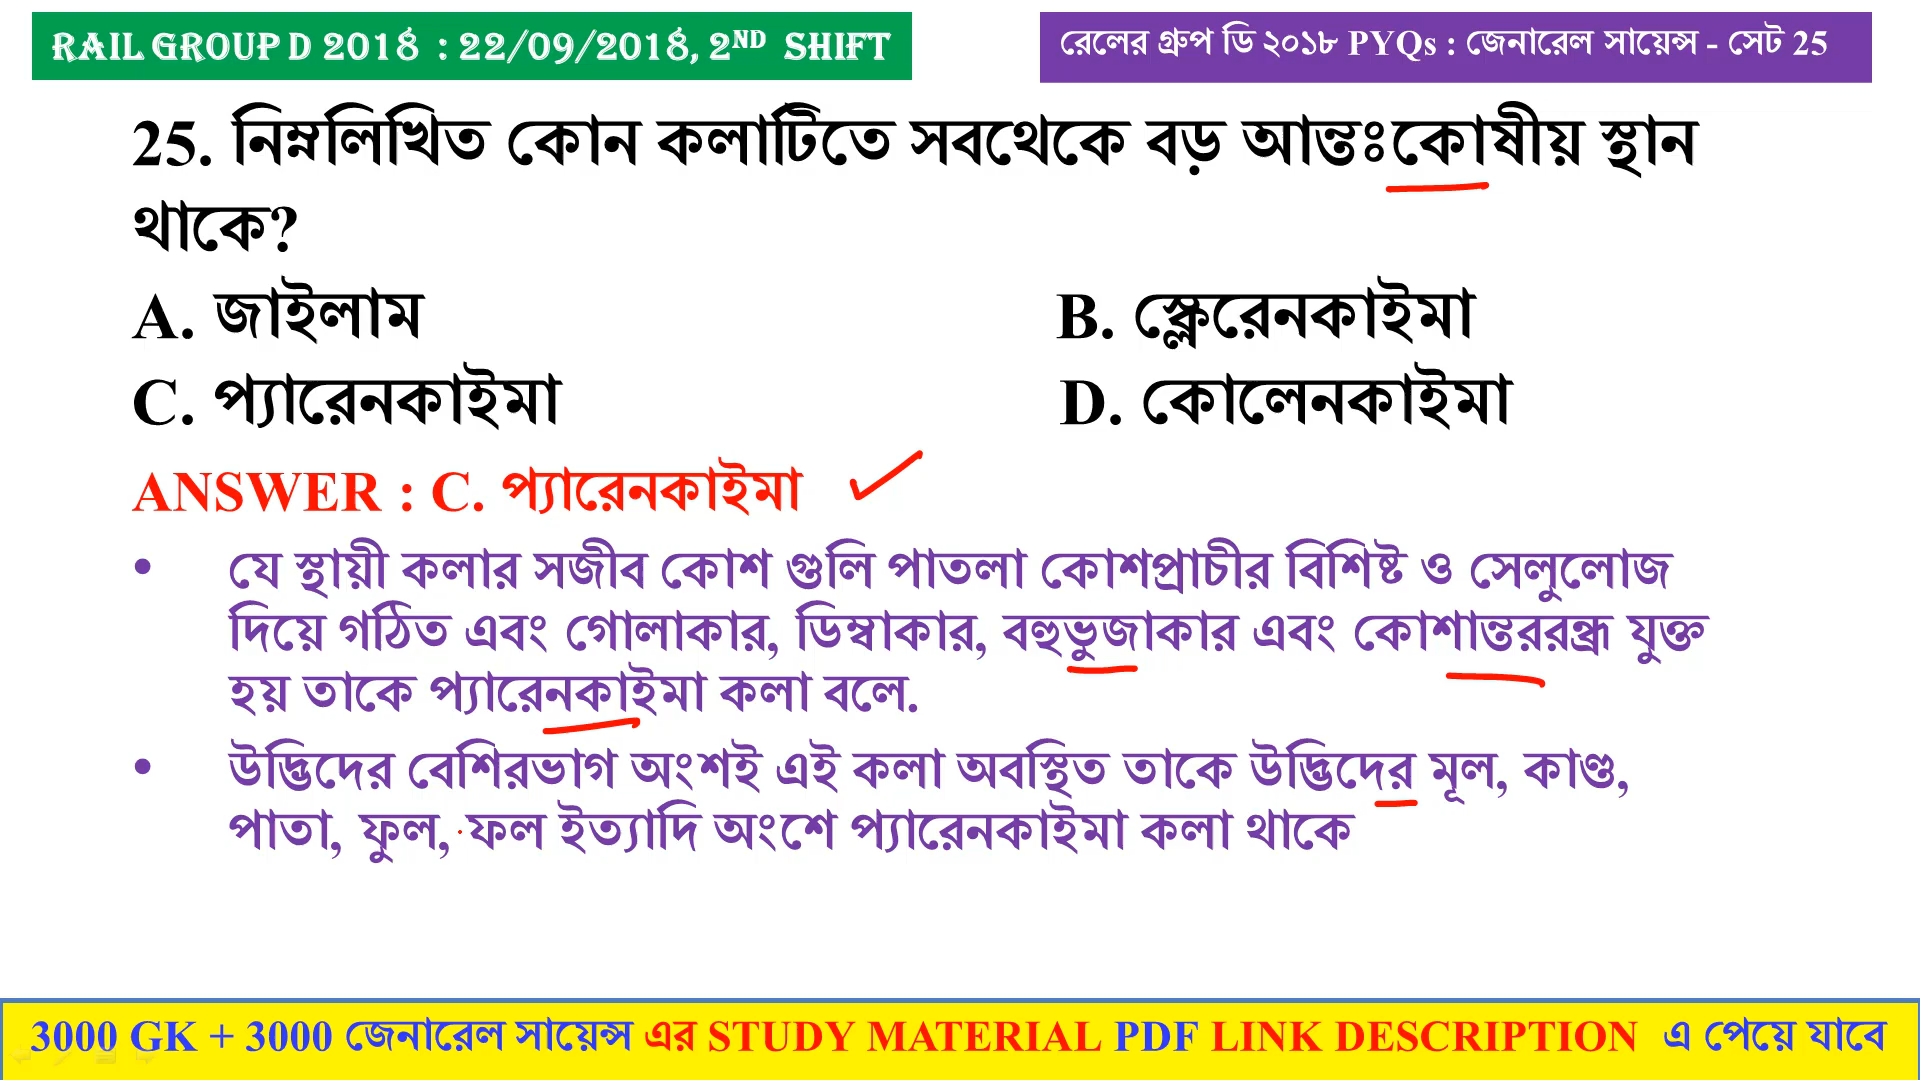 RAIL GROUP D 2018 : 22/09/2018, 2ND SHIFT
রেলের গ্রুপ ডি ২০১৮ PYQs : জেনারেল সায়েন্স - সেট 25
25. নিম্নলিখিত কোন কলাটিতে সবথেকে বড় আন্তঃকোষীয় স্থান
থাকে?
A. জাইলাম B. স্ক্লেরেনকাইমা
C. প্যারেনকাইমা D. কোলেনকাইমা
ANSWER : C. প্যারেনকাইমা
• যে স্থায়ী কলার সজীব কোশ গুলি পাতলা কোশপ্রাচীর বিশিষ্ট ও সেলুলোজ
দিয়ে গঠিত এবং গোলাকার, ডিম্বাকার, বহুভুজাকার এবং কোশান্তররন্ধ্র যুক্ত
হয় তাকে প্যারেনকাইমা কলা বলে.
• উদ্ভিদের বেশিরভাগ অংশই এই কলা অবস্থিত তাকে উদ্ভিদের মূল, কাণ্ড,
পাতা, ফুল, ফল ইত্যাদি অংশে প্যারেনকাইমা কলা থাকে
3000 GK + 3000 জেনারেল সায়েন্স এর STUDY MATERIAL PDF LINK DESCRIPTION এ পেয়ে যাবে